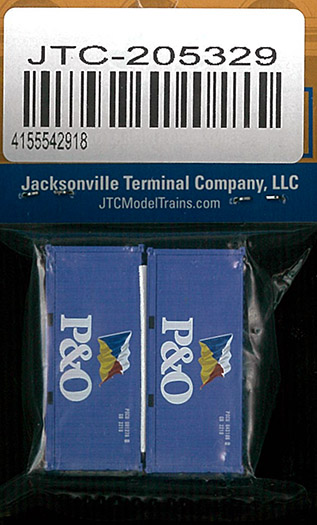 JTC-205329
4155542918
Jacksonville Terminal Company, LLC
JTCModelTrains.com
P&O
P&O